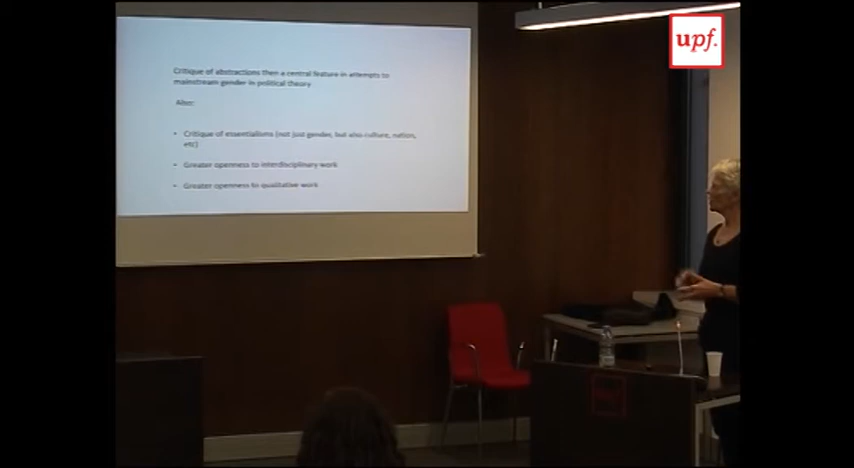 upf.
Critique of abstractions then a central feature in attempts to
mainstream gender in political theory
Also:
• Critique of essentialisms (not just gender, but also culture, nation,
etc)
• Greater openness to interdisciplinary work
• Greater openness to qualitative work